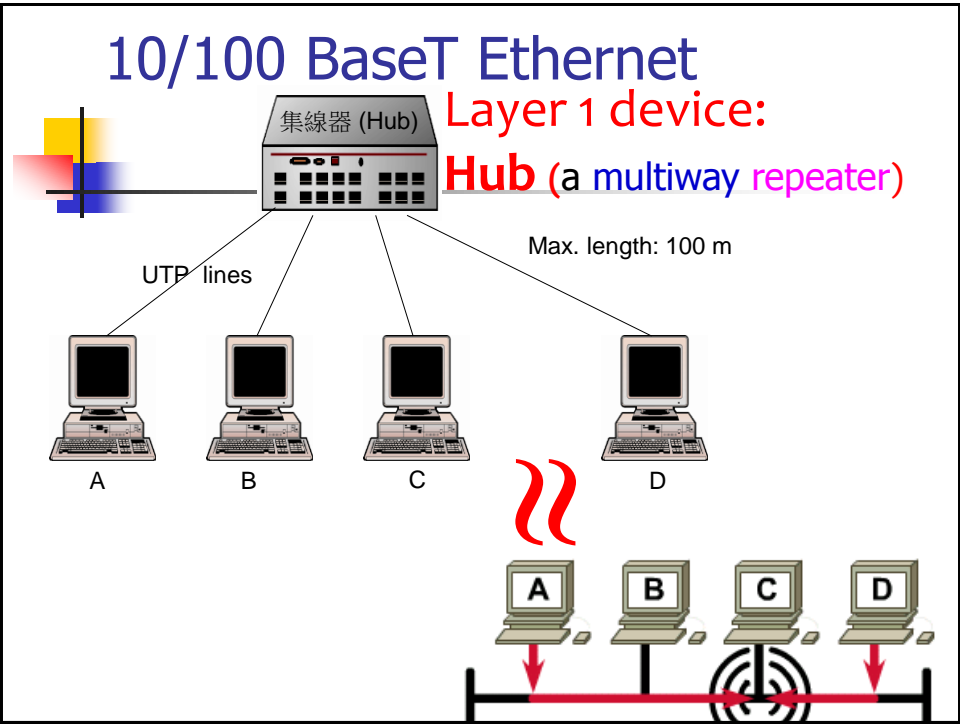 10/100 BaseT Ethernet
集線器 (Hub)
Layer 1 device:
Hub (a multiway repeater)
Max. length: 100 m
UTP lines
A B C D
A B C D